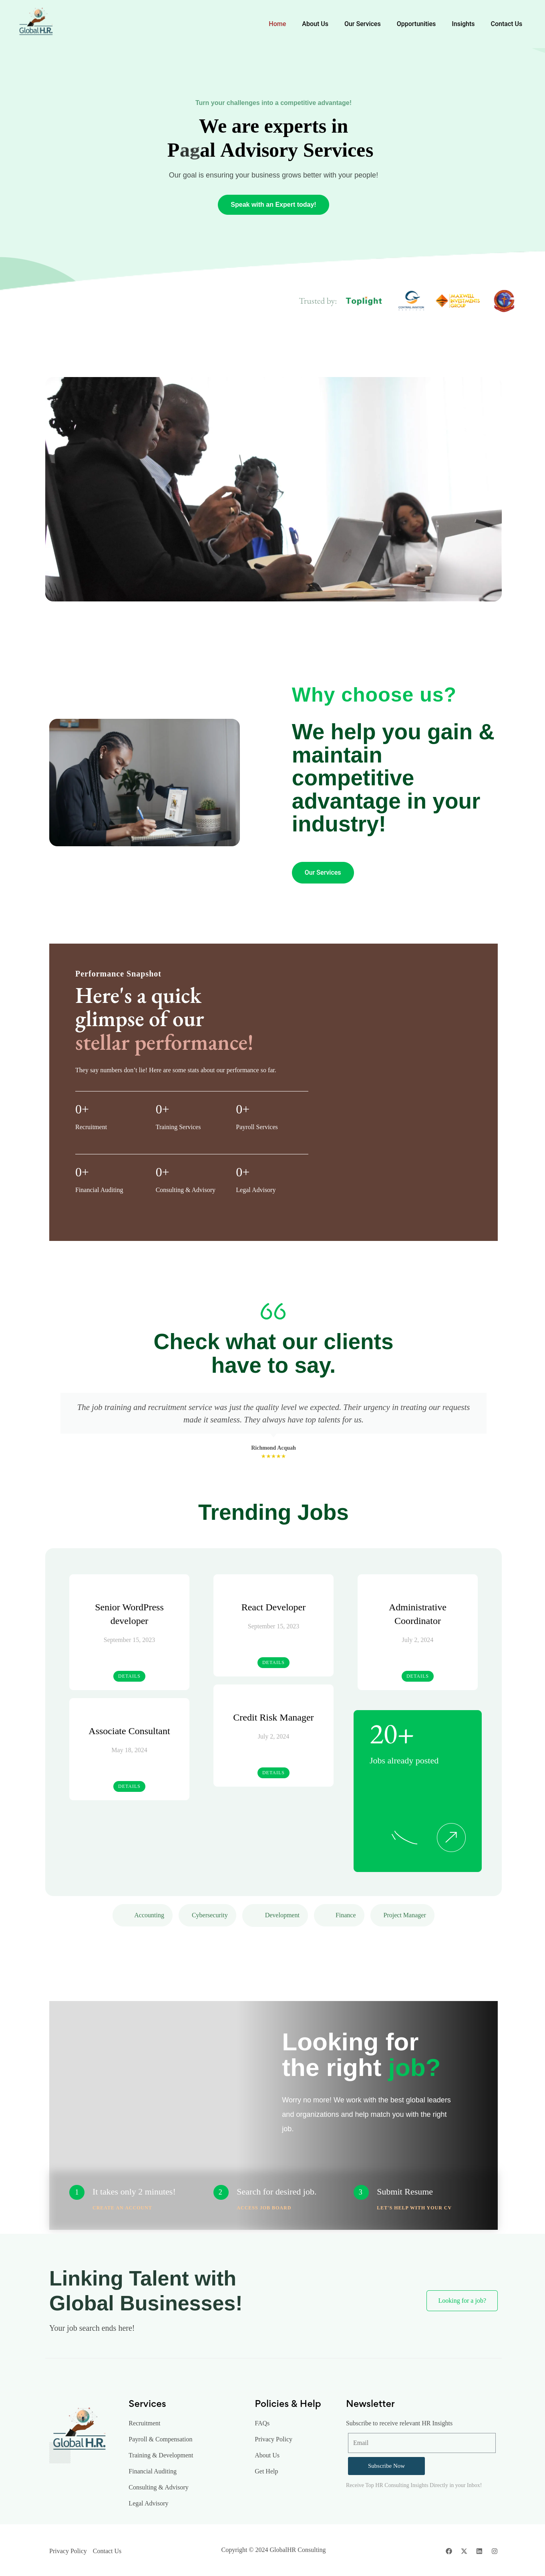 Global H.R.
Home About Us Our Services Opportunities Insights Contact Us
Turn your challenges into a competitive advantage!
We are experts in
Pagal Advisory Services
Our goal is ensuring your business grows better with your people!
Speak with an Expert today!
Trusted by: Toplight
MAXWELL INVESTMENTS GROUP
Why choose us?
We help you gain &
maintain
competitive
advantage in your
industry!
Our Services
Performance Snapshot
Here's a quick
glimpse of our
stellar performance!
They say numbers don't lie! Here are some stats about our performance so far.
0+ 0+ 0+
Recruitment Training Services Payroll Services
0+ 0+ 0+
Financial Auditing Consulting & Advisory Legal Advisory
Check what our clients
have to say.
The job training and recruitment service was just the quality level we expected. Their urgency in treating our requests
made it seamless. They always have top talents for us.
Richmond Acquah
★★★★★
Trending Jobs
Senior WordPress
developer
September 15, 2023
DETAILS
React Developer
September 15, 2023
DETAILS
Administrative
Coordinator
July 2, 2024
DETAILS
Associate Consultant
May 18, 2024
DETAILS
Credit Risk Manager
July 2, 2024
DETAILS
20+
Jobs already posted
Accounting Cybersecurity Development Finance Project Manager
Looking for
the right job?
Worry no more! We work with the best global leaders
and organizations and help match you with the right
job.
1 It takes only 2 minutes!
2 Search for desired job.
JOB BOARD
3 Submit Resume
LET'S HELP WITH YOUR CV
Linking Talent with
Global Businesses!
Your job search ends here!
Looking for a job?
Global H.R.
Services
Recruitment
Payroll & Compensation
Training & Development
Financial Auditing
Consulting & Advisory
Legal Advisory
Policies & Help
FAQs
Privacy Policy
About Us
Get Help
Newsletter
Subscribe to receive relevant HR Insights
Email
Subscribe Now
Receive Top HR Consulting Insights Directly in your Inbox!
Privacy Policy Contact Us
Copyright © 2024 GlobalHR Consulting